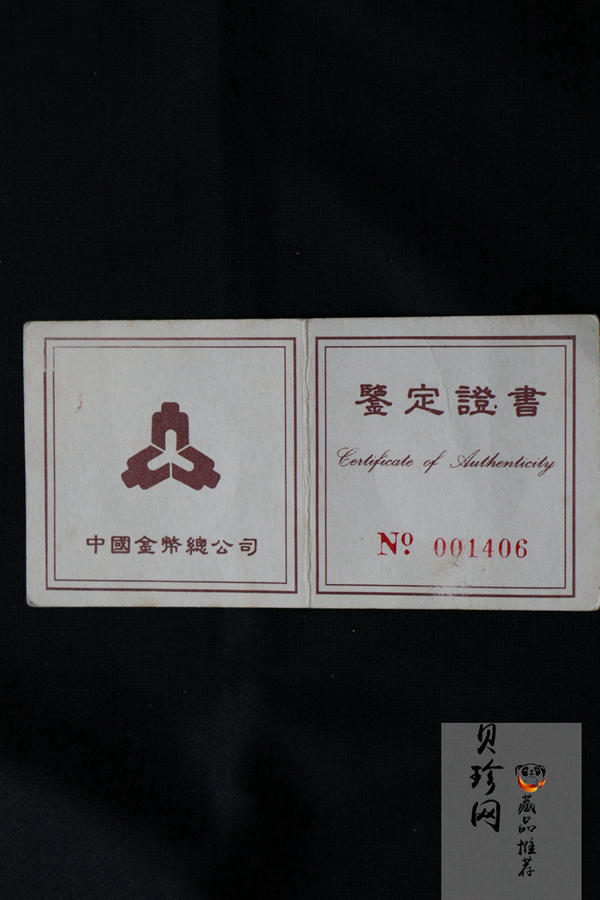 中國金幣總公司
鑒定證書
Certificate of Authenticity
Nº 001406
贝珍网
藏品推荐